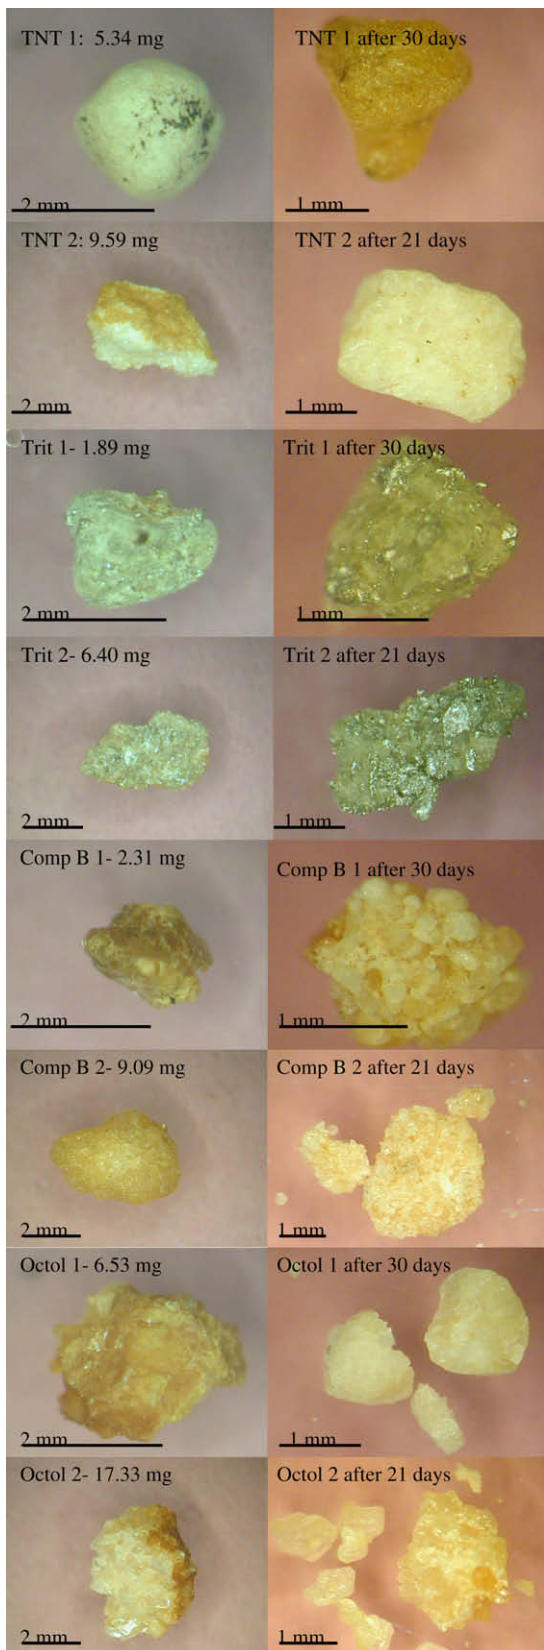 TNT 1: 5.34 mg
TNT 1 after 30 days
2 mm
1 mm
TNT 2: 9.59 mg
TNT 2 after 21 days
2 mm
1 mm
Trit 1- 1.89 mg
Trit 1 after 30 days
2 mm
1 mm
Trit 2- 6.40 mg
Trit 2 after 21 days
2 mm
1 mm
Comp B 1- 2.31 mg
Comp B 1 after 30 days
2 mm
1 mm
Comp B 2- 9.09 mg
Comp B 2 after 21 days
2 mm
1 mm
Octol 1- 6.53 mg
Octol 1 after 30 days
2 mm
1 mm
Octol 2- 17.33 mg
Octol 2 after 21 days
2 mm
1 mm